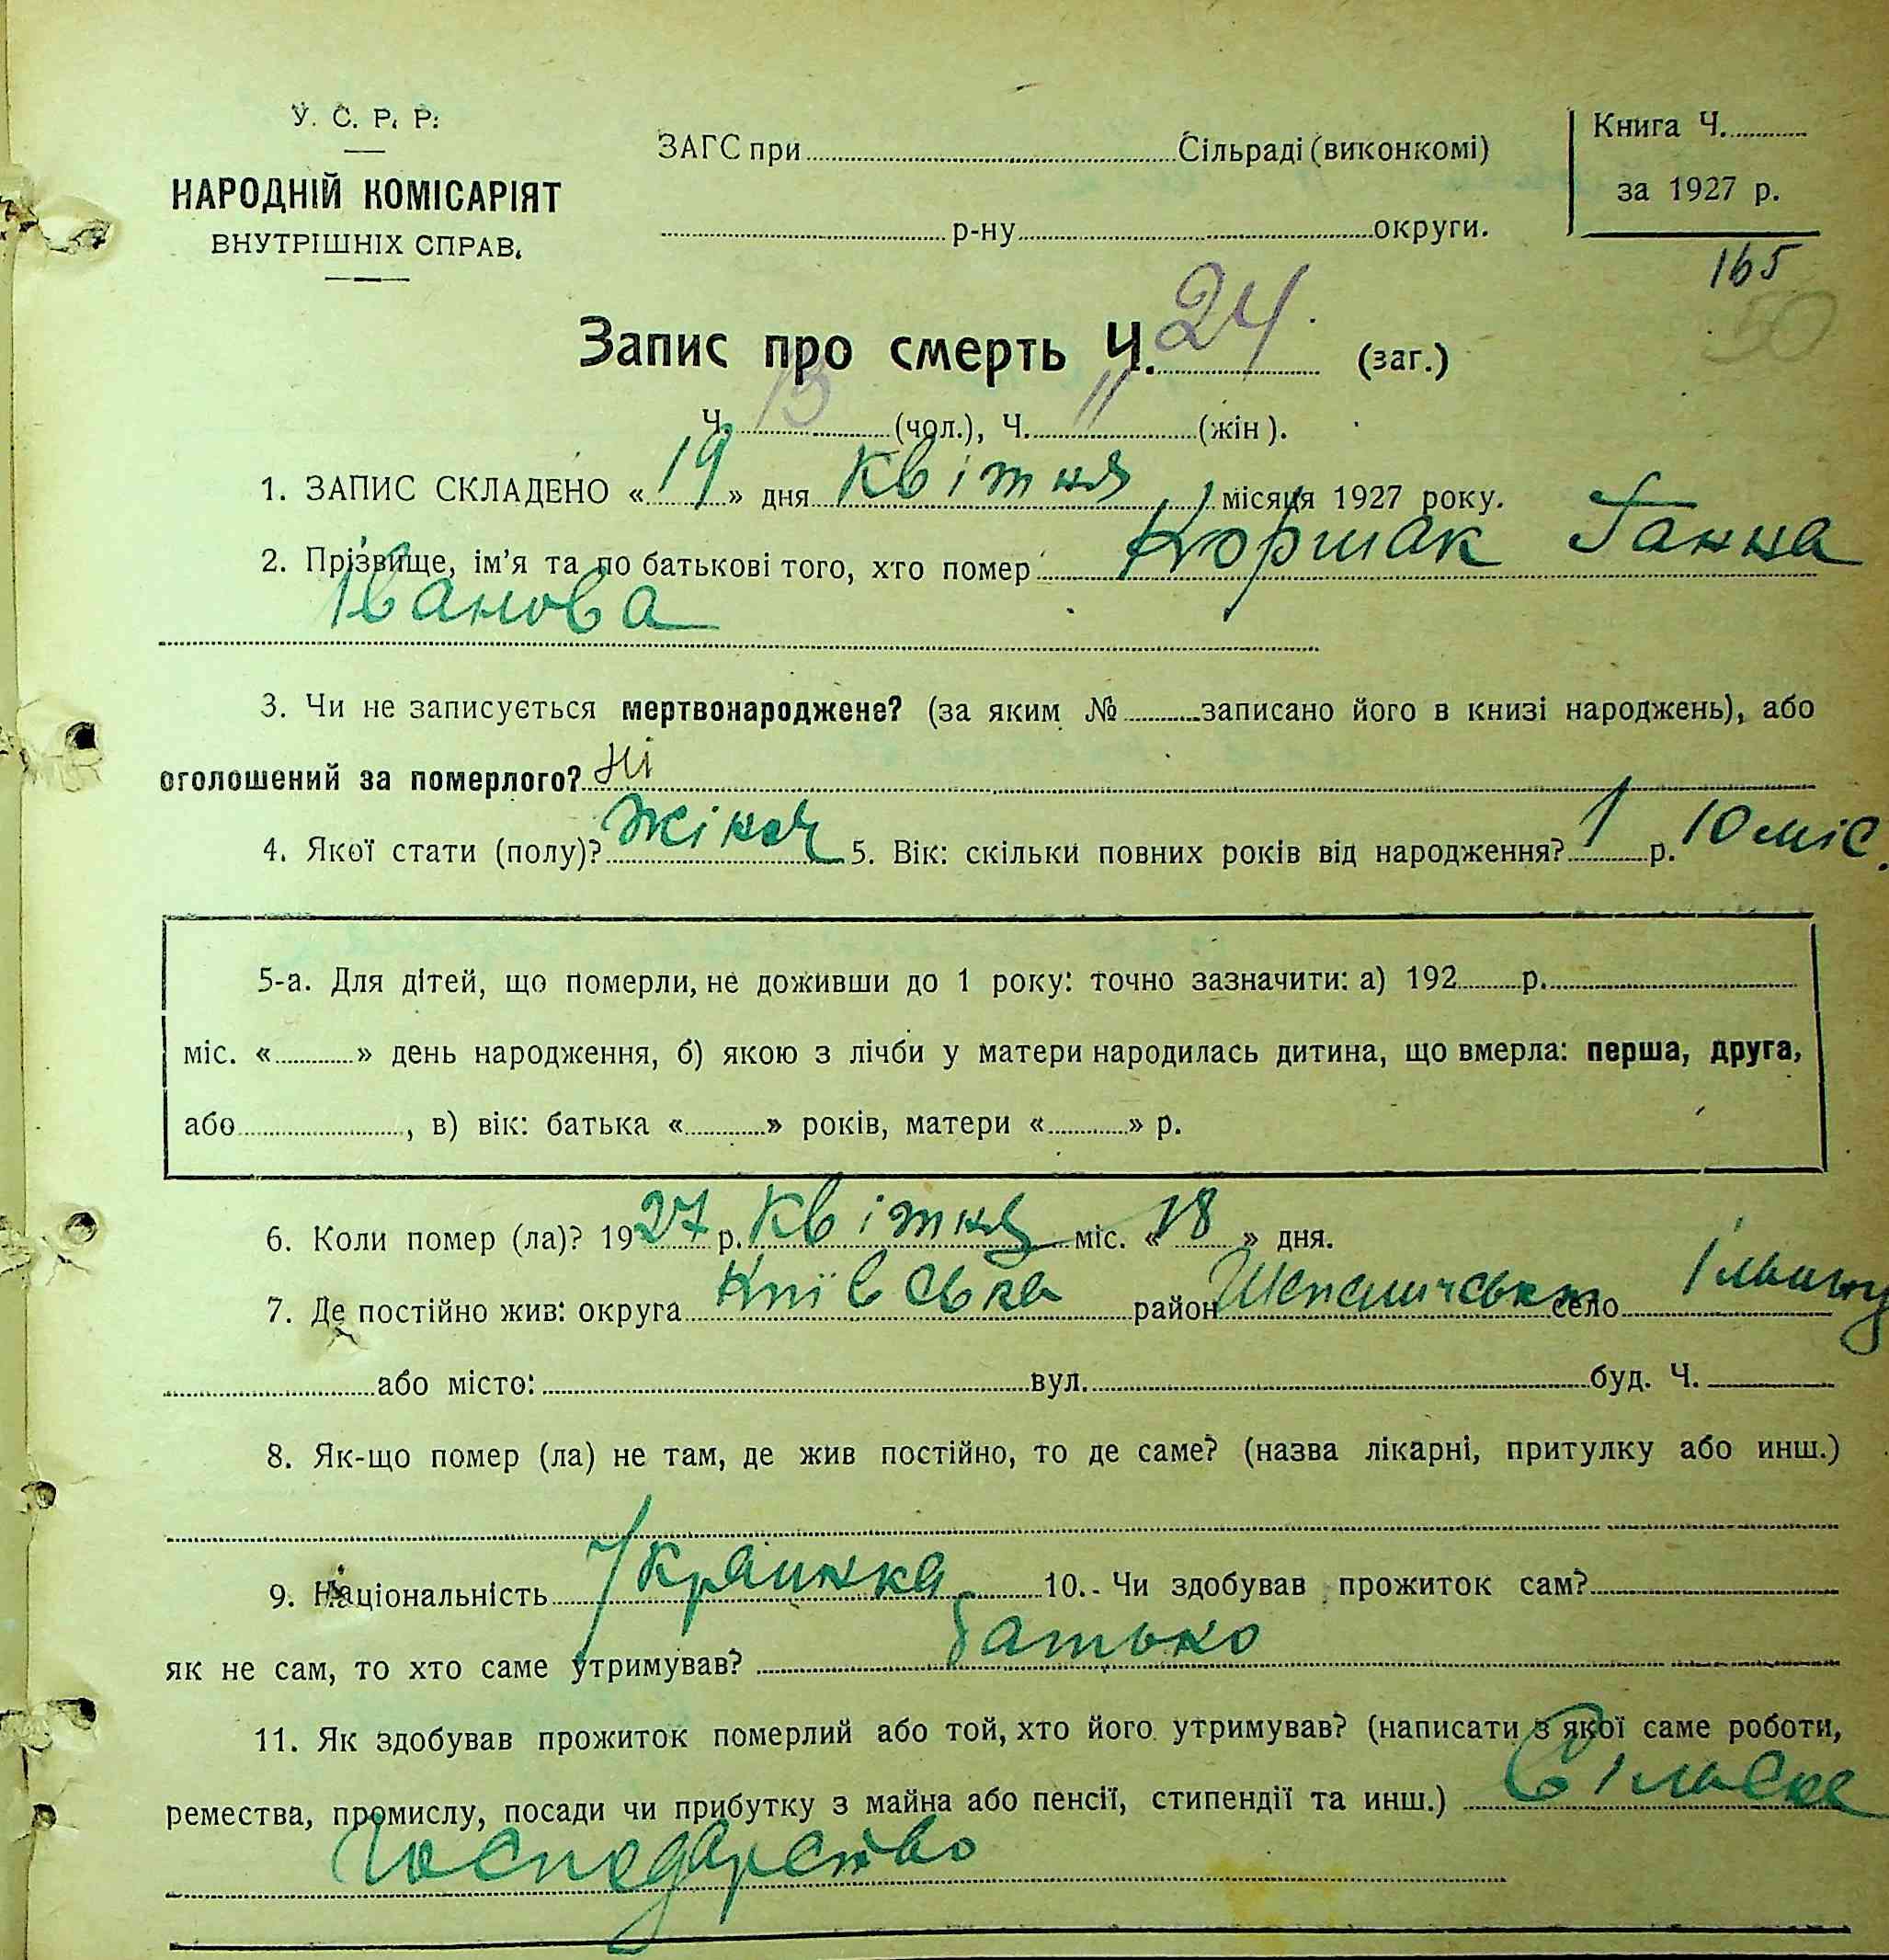 У. С. Р. Р.
НАРОДНІЙ КОМІСАРІЯТ
ВНУТРІШНІХ СПРАВ.
ЗАГС при Сільраді (виконкомі)
р-ну округи.
Книга Ч.
за 1927 р.
165
50
Запис про смерть Ч. 24 (заг.)
Ч. 13 (чол.), Ч. 11 (жін).
1. ЗАПИС СКЛАДЕНО « 19 » дня квітня місяця 1927 року.
2. Прізвище, ім'я та по батькові того, хто помер Коршак Ганна
Іванова
3. Чи не записується мертвонароджене? (за яким № записано його в книзі народжень), або
оголошений за померлого? Ні
4. Якої стати (полу)? жіноч 5. Вік: скільки повних років від народження? 1 р. 10 міс.
5-а. Для дітей, що померли, не доживши до 1 року: точно зазначити: а) 192 р.
міс. « » день народження, б) якою з лічби у матери народилась дитина, що вмерла: перша, друга,
або , в) вік: батька « » років, матери « » р.
6. Коли помер (ла)? 1927 р. квітня міс. « 18 » дня.
7. Де постійно жив: округа Київська район Шепелицьки село
або місто: вул. буд. Ч.
8. Як-що помер (ла) не там, де жив постійно, то де саме? (назва лікарні, притулку або инш.)
9. Національність Украинка 10. Чи здобував прожиток сам?
як не сам, то хто саме утримував? батько
11. Як здобував прожиток померлий або той, хто його утримував? (написати з якої саме роботи,
ремества, промислу, посади чи прибутку з майна або пенсії, стипендії та инш.) Сільске
Господарство